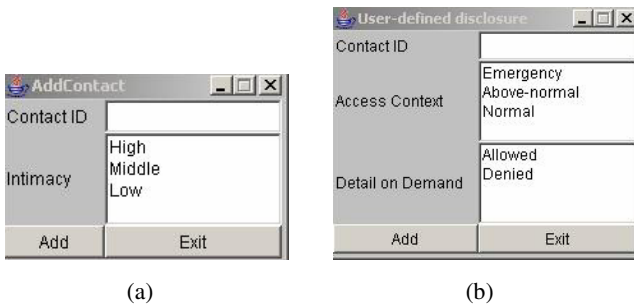 AddContact
Contact ID
Intimacy
High
Middle
Low
Add Exit
(a)
User-defined disclosure
Contact ID
Access Context
Emergency
Above-normal
Normal
Detail on Demand
Allowed
Denied
Add Exit
(b)